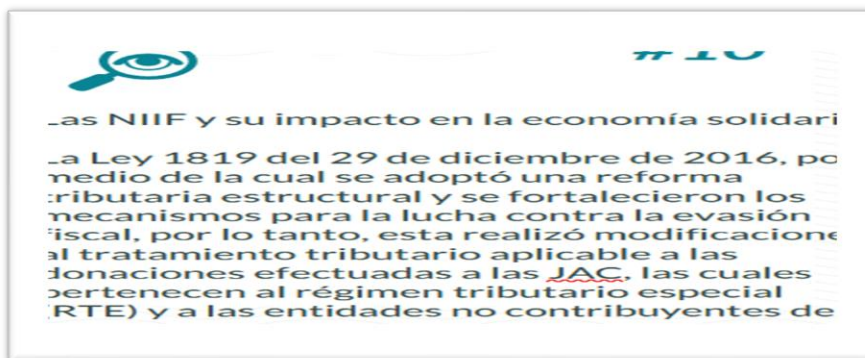 Las NIIF y su impacto en la economía solidari
La Ley 1819 del 29 de diciembre de 2016, po
medio de la cual se adoptó una reforma
tributaria estructural y se fortalecieron los
mecanismos para la lucha contra la evasión
fiscal, por lo tanto, esta realizó modificacione
al tratamiento tributario aplicable a las
donaciones efectuadas a las JAC, las cuales
pertenecen al régimen tributario especial
(RTE) y a las entidades no contribuyentes de